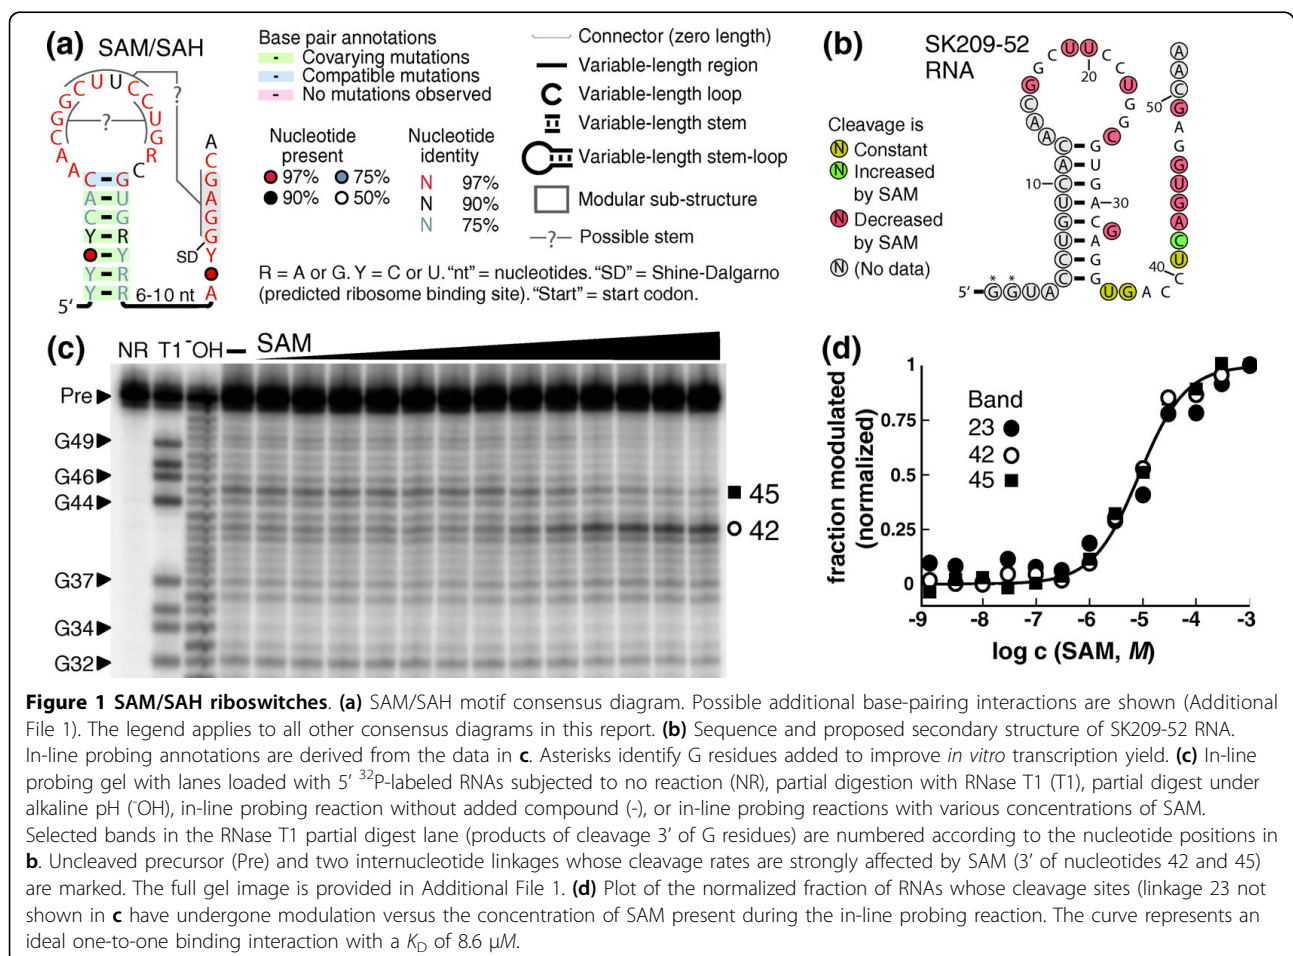 (a) SAM/SAH
C G G C U U C C U G R C
A A C G
C - G
A - U
C - G
Y - R
- Y
Y - R
Y - R
5′ 6-10 nt
A
C
G
A
G
G
Y
A
SD
?
?
Base pair annotations
- Covarying mutations
- Compatible mutations
- No mutations observed
Nucleotide present
97% 75%
90% 50%
Nucleotide identity
N 97%
N 90%
N 75%
Connector (zero length)
Variable-length region
Variable-length loop
Variable-length stem
Variable-length stem-loop
Modular sub-structure
—?— Possible stem
R = A or G. Y = C or U. “nt” = nucleotides. “SD” = Shine-Dalgarno
(predicted ribosome binding site). “Start” = start codon.
(b) SK209-52
RNA
Cleavage is
N Constant
N Increased
by SAM
N Decreased
by SAM
N (No data)
5′ G G U A C C U G U C A C A A C G G C U U C C U G G C G U G A C G A G G U G A C C U C A G U G G A G C A A
* *
10
20
30
40
50
(c)
NR T1 ⁻OH — SAM
Pre
G49
G46
G44
G37
G34
G32
45
42
(d)
fraction modulated
(normalized)
1
0.75
0.5
0.25
0
Band
23
42
45
-9 -8 -7 -6 -5 -4 -3
log c (SAM, M)
Figure 1 SAM/SAH riboswitches. (a) SAM/SAH motif consensus diagram. Possible additional base-pairing interactions are shown (Additional
File 1). The legend applies to all other consensus diagrams in this report. (b) Sequence and proposed secondary structure of SK209-52 RNA.
In-line probing annotations are derived from the data in c. Asterisks identify G residues added to improve in vitro transcription yield. (c) In-line
probing gel with lanes loaded with 5′ ³²P-labeled RNAs subjected to no reaction (NR), partial digestion with RNase T1 (T1), partial digest under
alkaline pH (⁻OH), in-line probing reaction without added compound (-), or in-line probing reactions with various concentrations of SAM.
Selected bands in the RNase T1 partial digest lane (products of cleavage 3′ of G residues) are numbered according to the nucleotide positions in
b. Uncleaved precursor (Pre) and two internucleotide linkages whose cleavage rates are strongly affected by SAM (3′ of nucleotides 42 and 45)
are marked. The full gel image is provided in Additional File 1. (d) Plot of the normalized fraction of RNAs whose cleavage sites (linkage 23 not
shown in c have undergone modulation versus the concentration of SAM present during the in-line probing reaction. The curve represents an
ideal one-to-one binding interaction with a K_D of 8.6 μM.